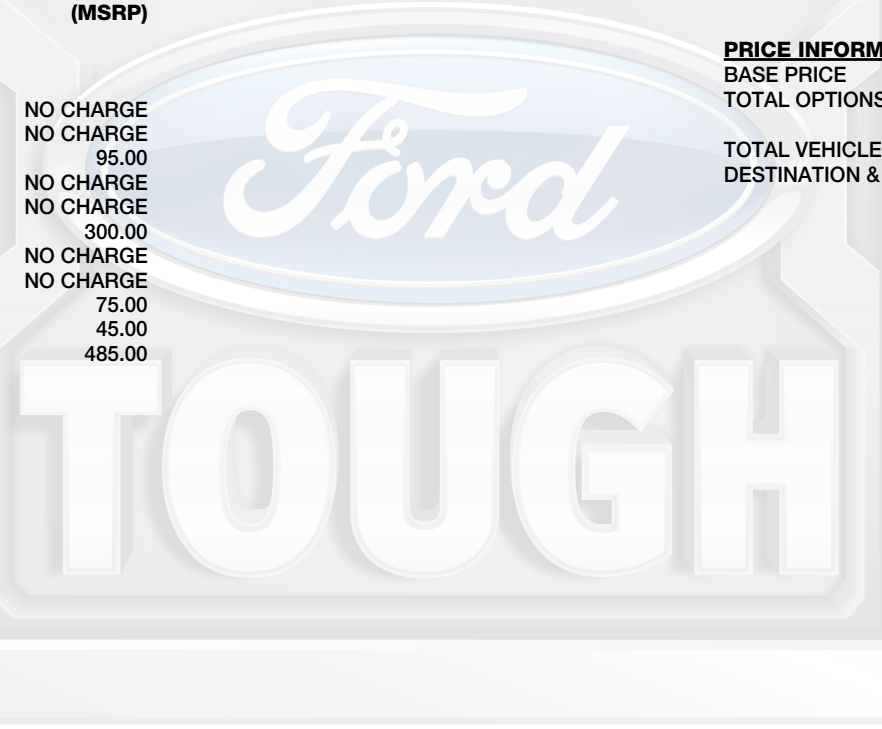 (MSRP)
NO CHARGE
NO CHARGE
95.00
NO CHARGE
NO CHARGE
300.00
NO CHARGE
NO CHARGE
75.00
45.00
485.00
PRICE INFORM
BASE PRICE
TOTAL OPTIONS
TOTAL VEHICLE
DESTINATION &
Ford
TOUGH